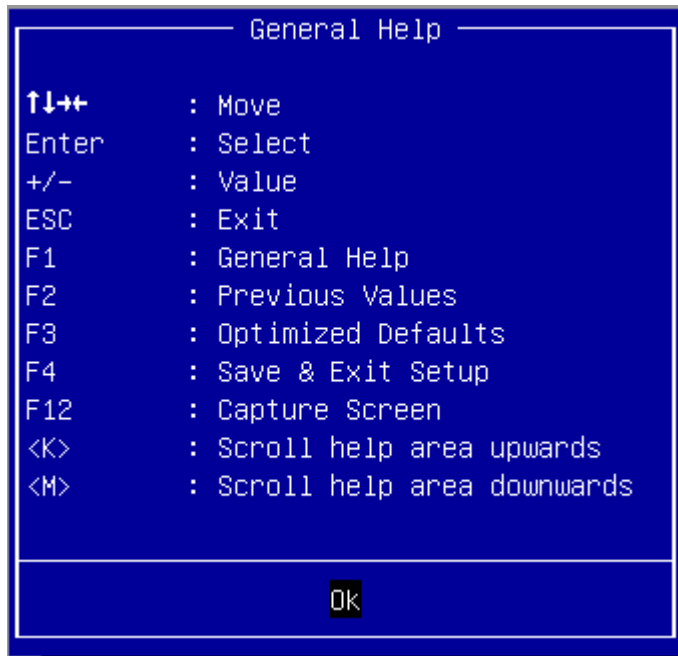 General Help
↑↓→← : Move
Enter : Select
+/- : Value
ESC : Exit
F1 : General Help
F2 : Previous Values
F3 : Optimized Defaults
F4 : Save & Exit Setup
F12 : Capture Screen
<K> : Scroll help area upwards
<M> : Scroll help area downwards
Ok